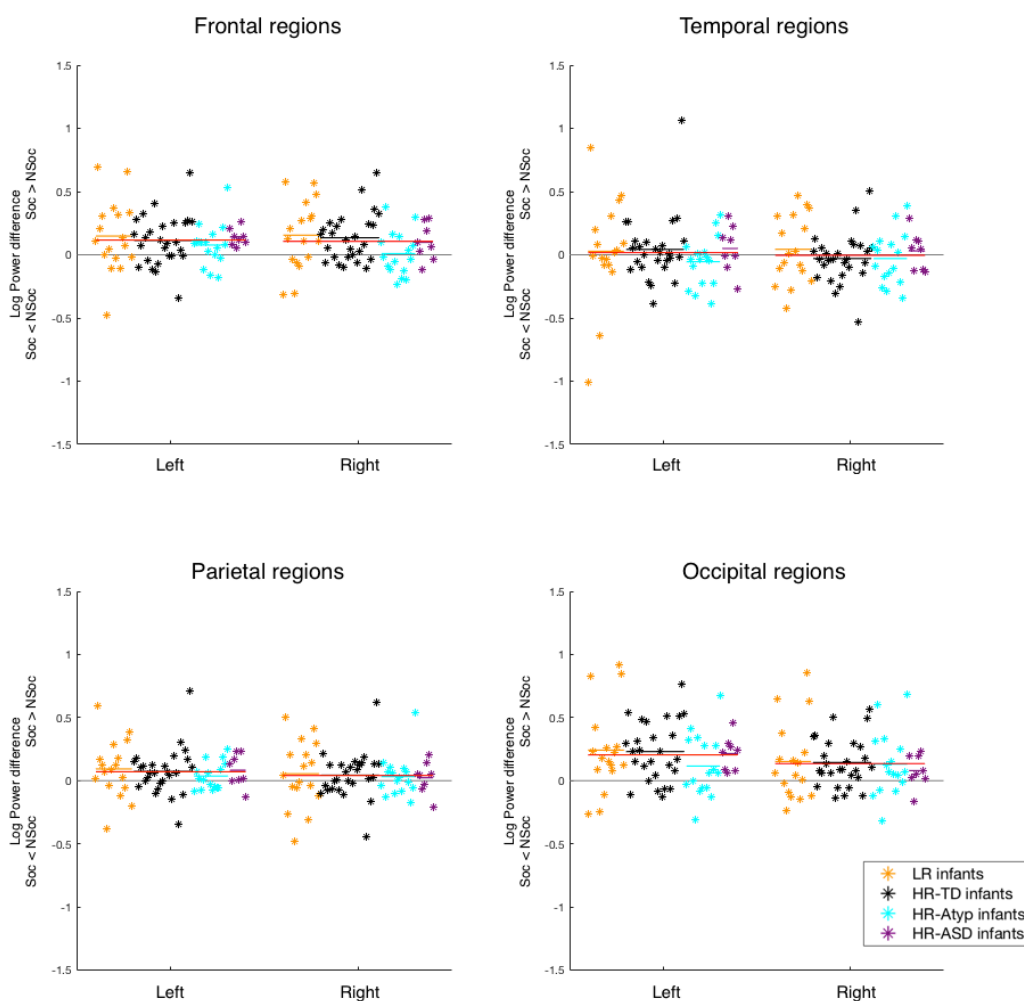 Frontal regions
1.5
1
0.5
0
-0.5
-1
-1.5
Log Power difference
Soc < NSoc Soc > NSoc
Left Right
Temporal regions
1.5
1
0.5
0
-0.5
-1
-1.5
Log Power difference
Soc < NSoc Soc > NSoc
Left Right
Parietal regions
1.5
1
0.5
0
-0.5
-1
-1.5
Log Power difference
Soc < NSoc Soc > NSoc
Left Right
Occipital regions
1.5
1
0.5
0
-0.5
-1
-1.5
Log Power difference
Soc < NSoc Soc > NSoc
Left Right
LR infants
HR-TD infants
HR-Atyp infants
HR-ASD infants